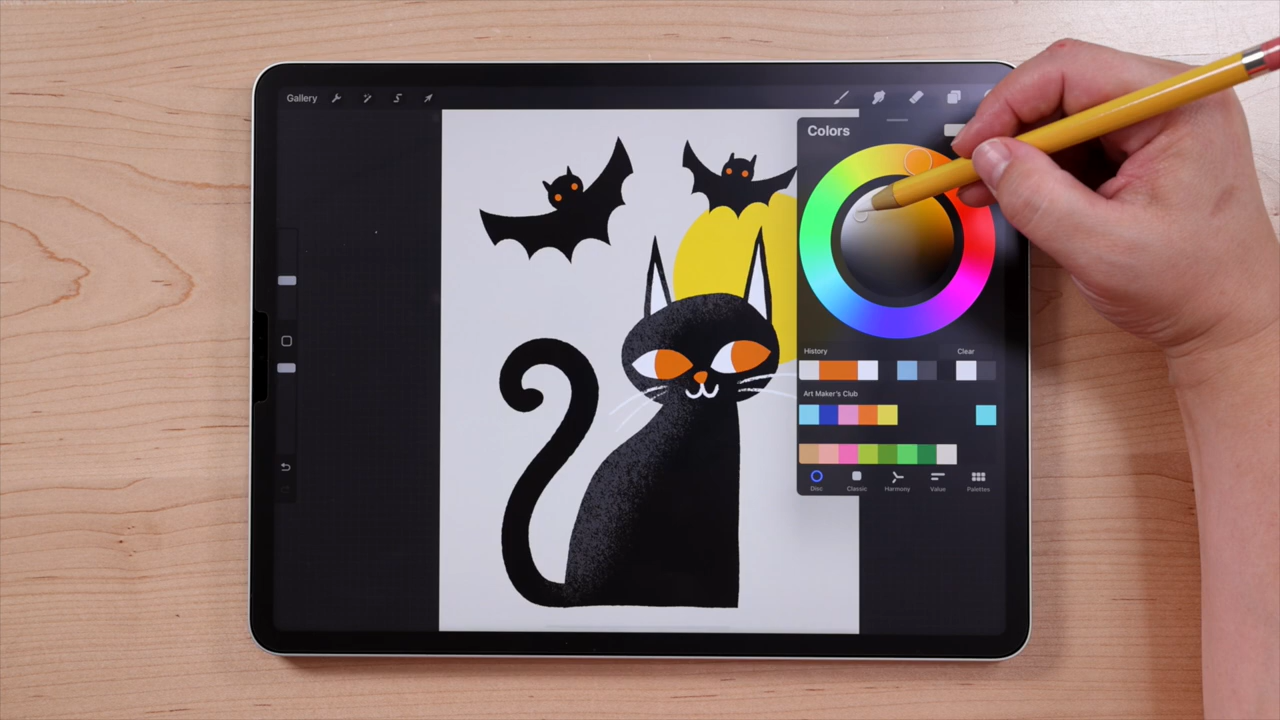 Gallery
Colors
History
Clear
Art Maker's Club
Disc
Classic
Harmony
Value
Palettes